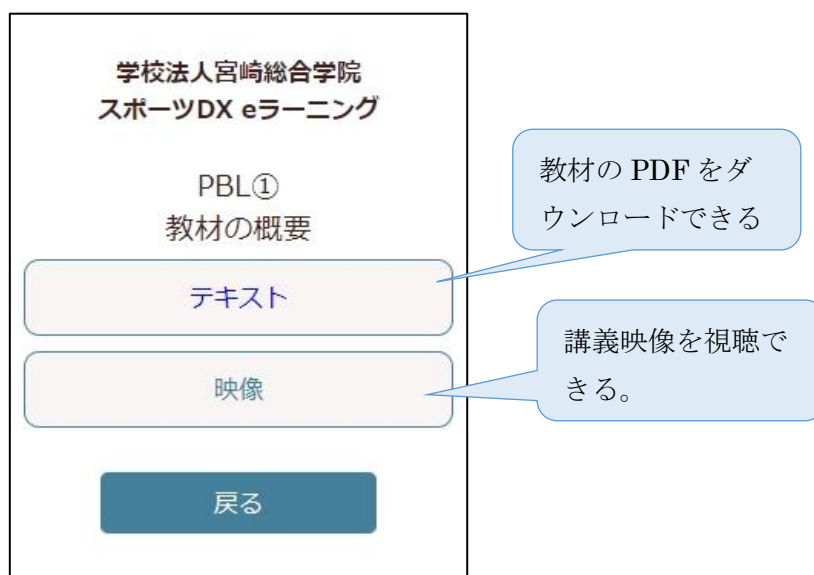 学校法人宮崎総合学院
スポーツDX eラーニング
PBL①
教材の概要
テキスト
映像
戻る
教材の PDF をダ
ウンロードできる
講義映像を視聴で
きる。